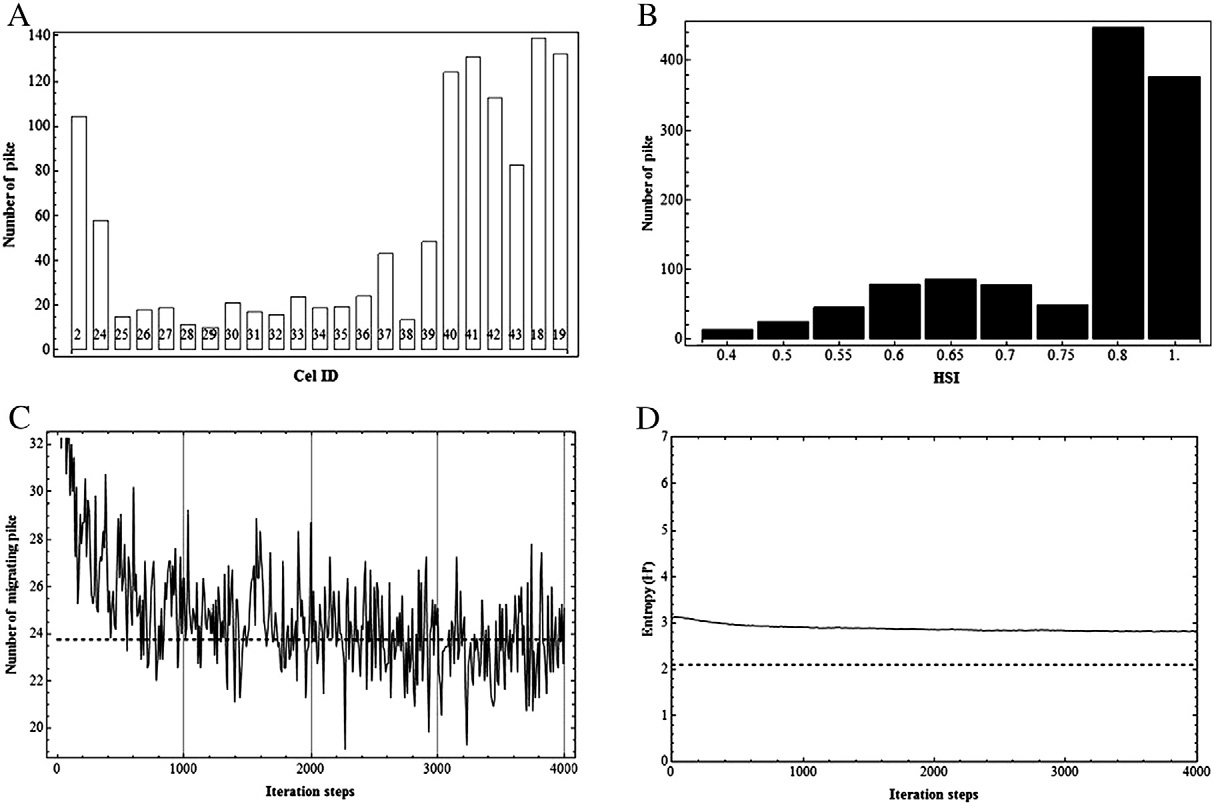 A
140
120
100
80
60
40
20
0
Number of pike
2 24 25 26 27 28 29 30 31 32 33 34 35 36 37 38 39 40 41 42 43 18 19
Cel ID
B
400
300
200
100
0
Number of pike
0.4 0.5 0.55 0.6 0.65 0.7 0.75 0.8 1.
HSI
C
32
30
28
26
24
22
20
Number of migrating pike
0 1000 2000 3000 4000
Iteration steps
D
7
6
5
4
3
2
1
0
Entropy (H')
0 1000 2000 3000 4000
Iteration steps